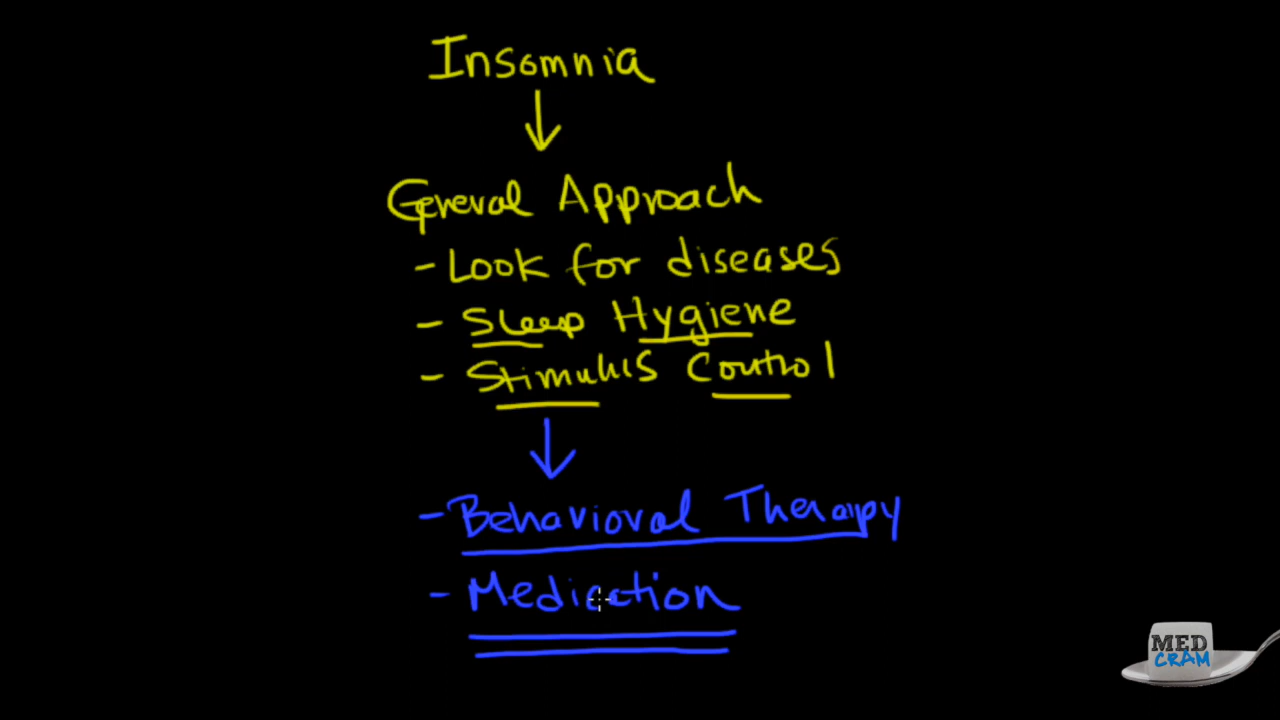 Insomnia
General Approach
- Look for diseases
- Sleep Hygiene
- Stimulus Control
- Behavioral Therapy
- Medication
MED
CRAM